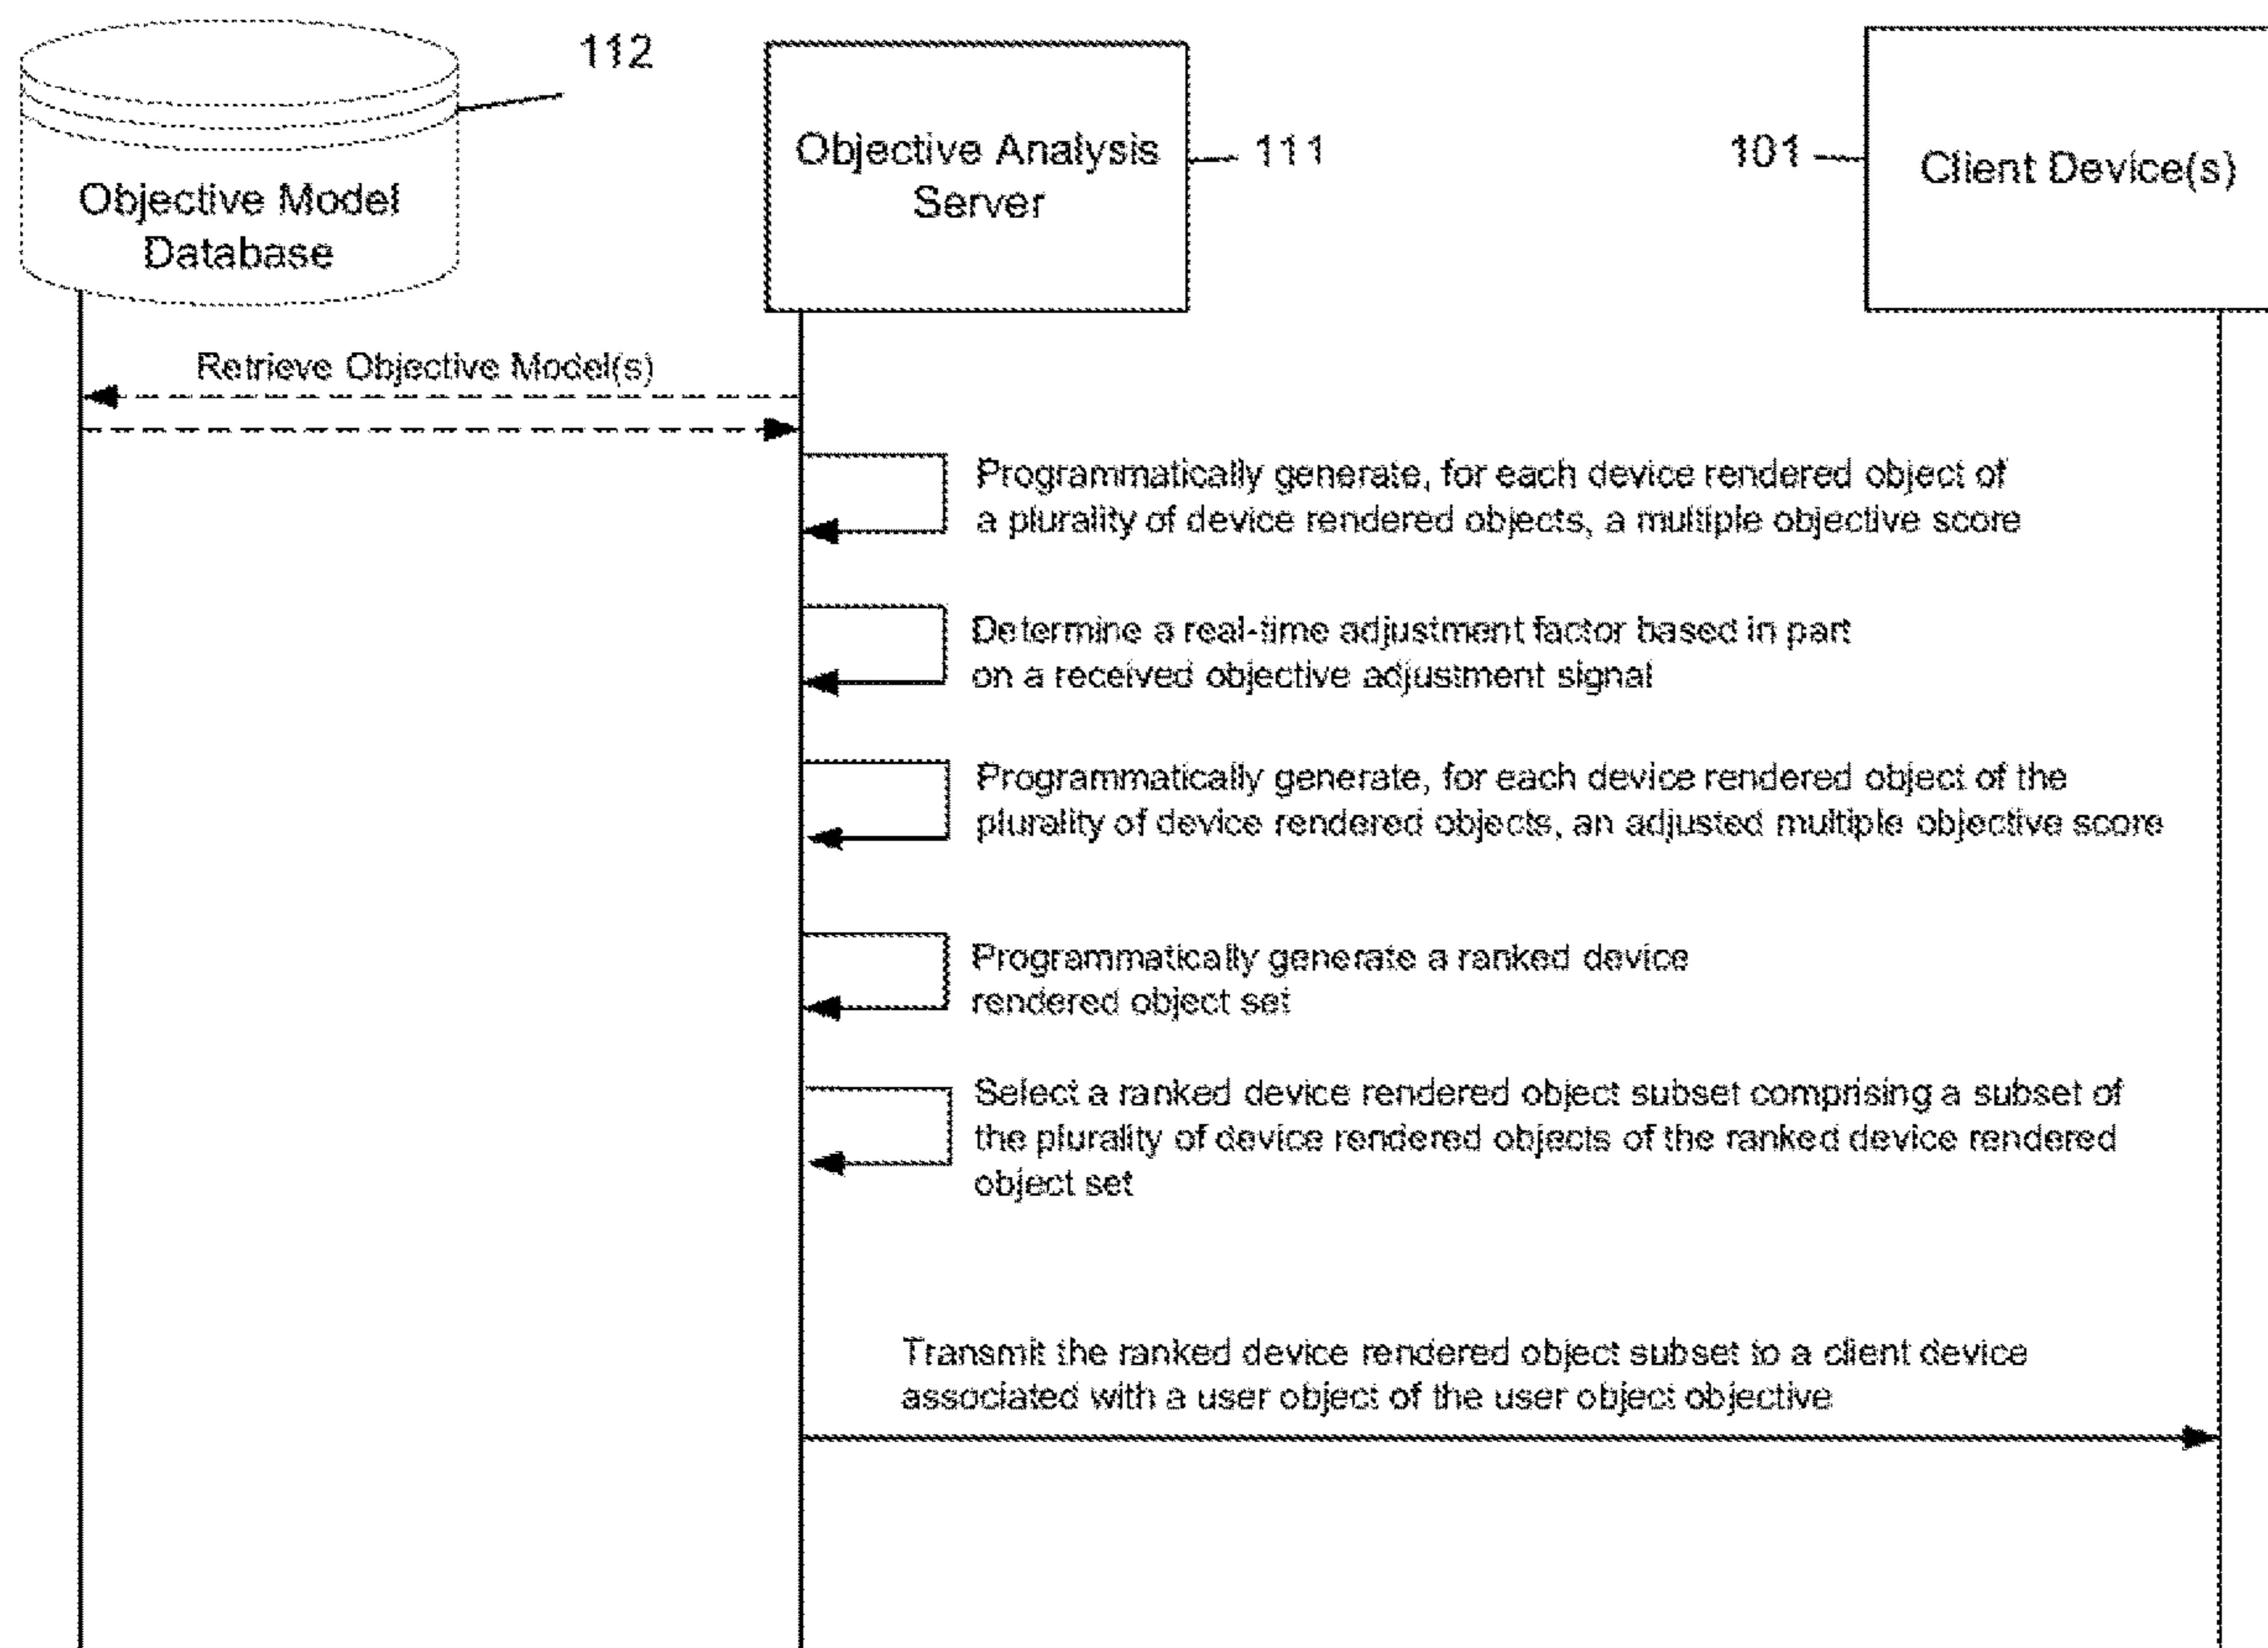 112
Objective Model
Database
Objective Analysis
Server
111
101
Client Device(s)
Retrieve Objective Model(s)
Programmatically generate, for each device rendered object of
a plurality of device rendered objects, a multiple objective score
Determine a real-time adjustment factor based in part
on a received objective adjustment signal
Programmatically generate, for each device rendered object of the
plurality of device rendered objects, an adjusted multiple objective score
Programmatically generate a ranked device
rendered object set
Select a ranked device rendered object subset comprising a subset of
the plurality of device rendered objects of the ranked device rendered
object set
Transmit the ranked device rendered object subset to a client device
associated with a user object of the user object objective